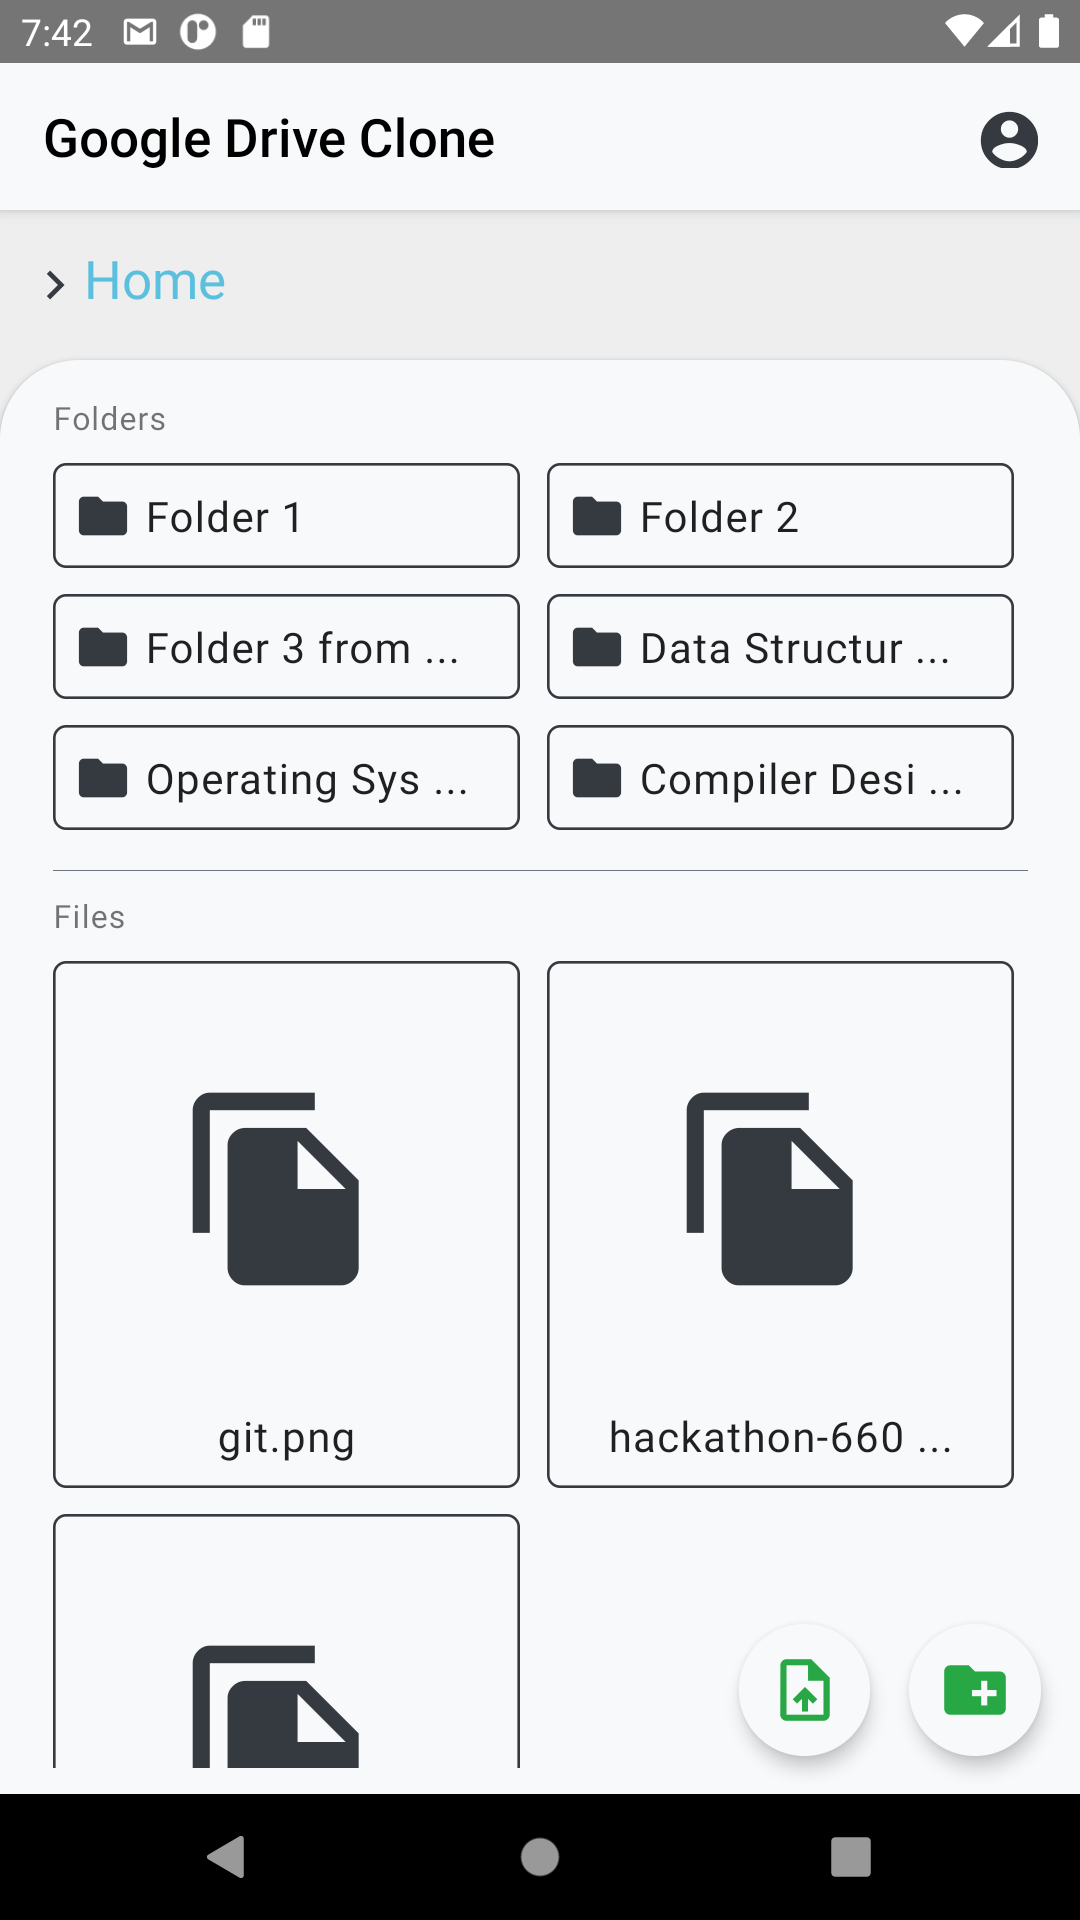 7:42
Google Drive Clone
Home
Folders
Folder 1
Folder 2
Folder 3 from ...
Data Structur ...
Operating Sys ...
Compiler Desi ...
Files
git.png
hackathon-660 ...